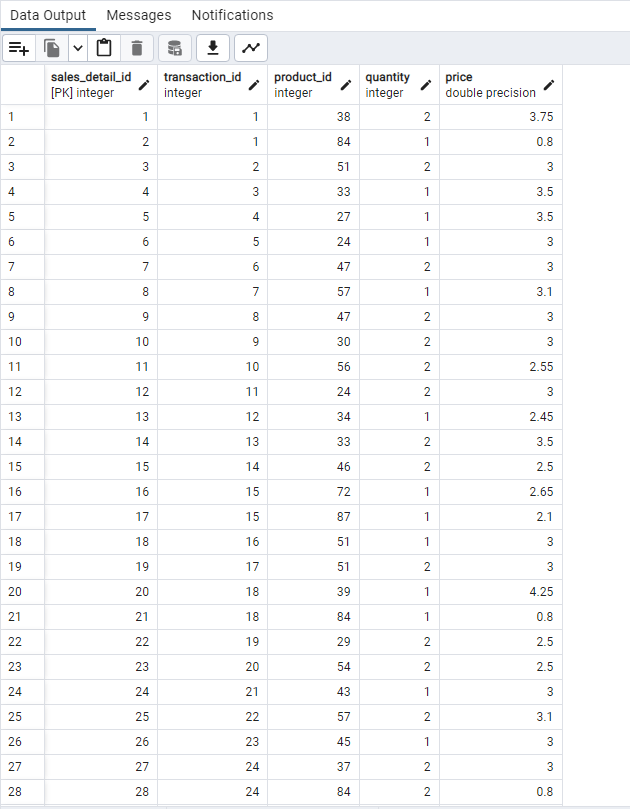 Data Output Messages Notifications
sales_detail_id transaction_id product_id quantity price
[PK] integer integer integer integer double precision
1 1 1 38 2 3.75
2 2 1 84 1 0.8
3 3 2 51 2 3
4 4 3 33 1 3.5
5 5 4 27 1 3.5
6 6 5 24 1 3
7 7 6 47 2 3
8 8 7 57 1 3.1
9 9 8 47 2 3
10 10 9 30 2 3
11 11 10 56 2 2.55
12 12 11 24 2 3
13 13 12 34 1 2.45
14 14 13 33 2 3.5
15 15 14 46 2 2.5
16 16 15 72 1 2.65
17 17 15 87 1 2.1
18 18 16 51 1 3
19 19 17 51 2 3
20 20 18 39 1 4.25
21 21 18 84 1 0.8
22 22 19 29 2 2.5
23 23 20 54 2 2.5
24 24 21 43 1 3
25 25 22 57 2 3.1
26 26 23 45 1 3
27 27 24 37 2 3
28 28 24 84 2 0.8